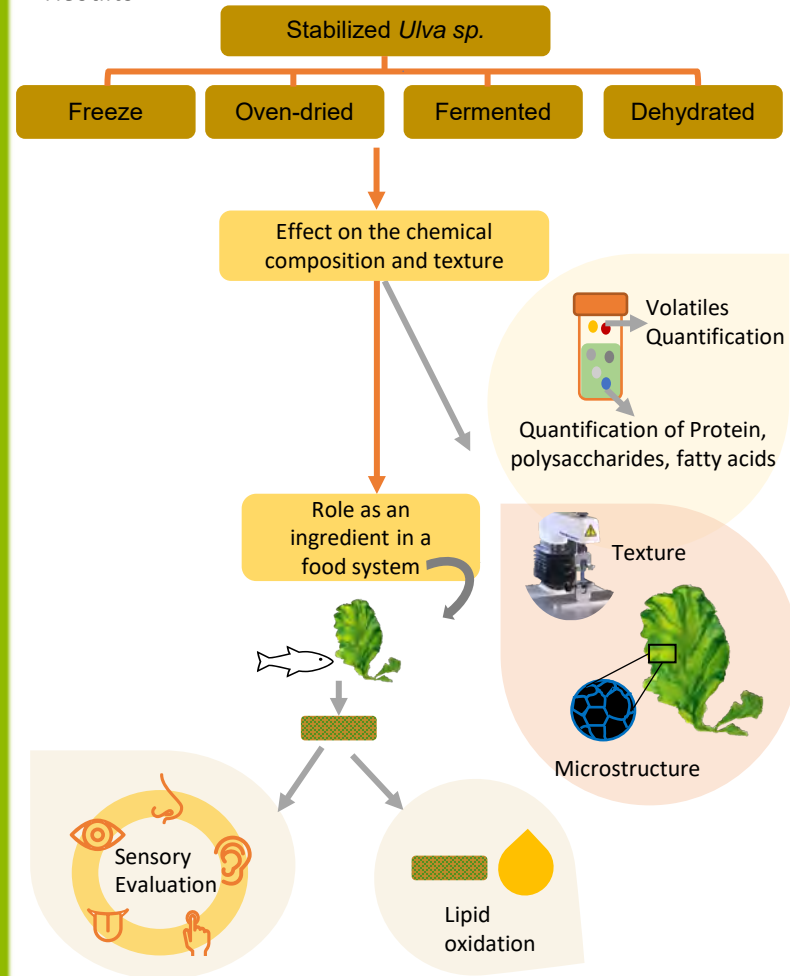 Results
Stabilized Ulva sp.
Freeze
Oven-dried
Fermented
Dehydrated
Effect on the chemical
composition and texture
Volatiles
Quantification
Quantification of Protein,
polysaccharides, fatty acids
Role as an
ingredient in a
food system
Texture
Microstructure
Sensory
Evaluation
Lipid
oxidation